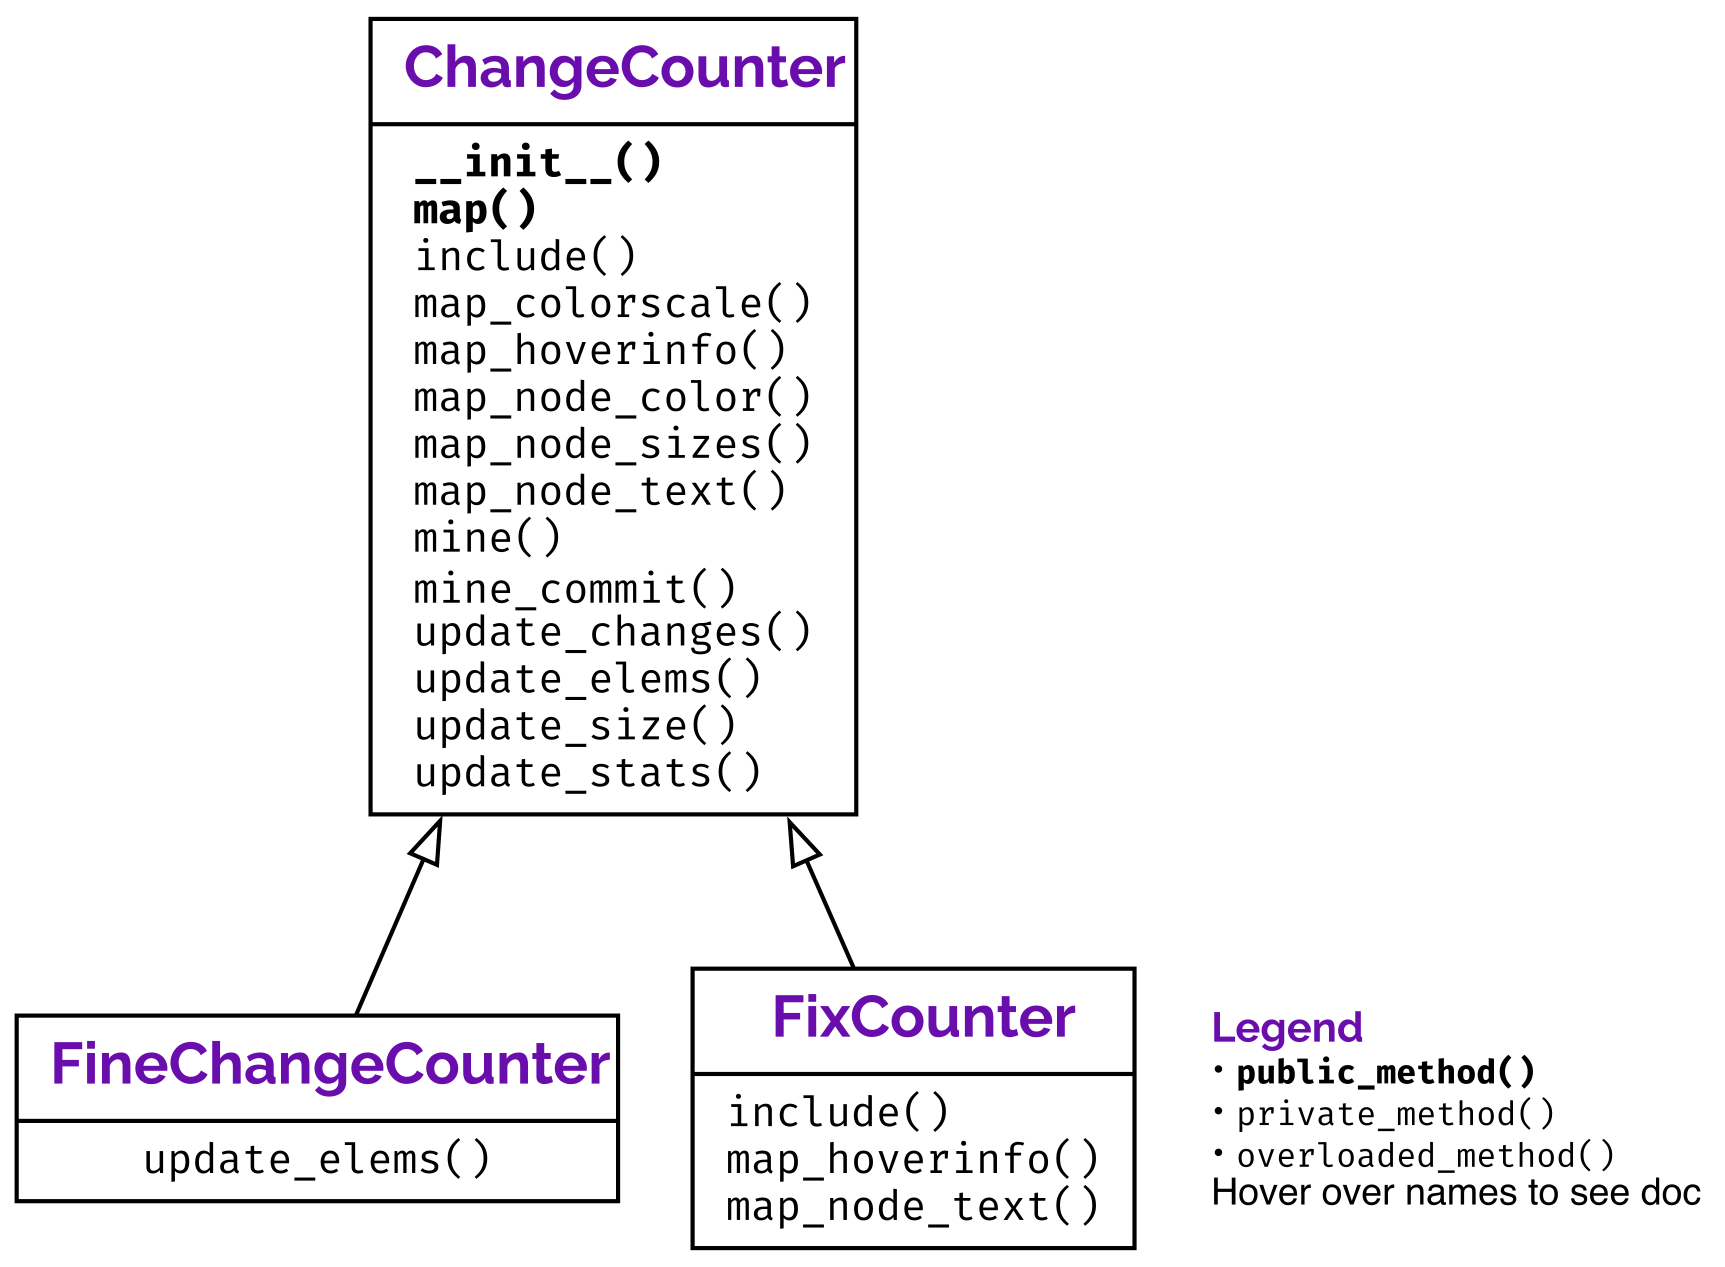 ChangeCounter
__init__()
map()
include()
map_colorscale()
map_hoverinfo()
map_node_color()
map_node_sizes()
map_node_text()
mine()
mine_commit()
update_changes()
update_elems()
update_size()
update_stats()
FineChangeCounter
update_elems()
FixCounter
include()
map_hoverinfo()
map_node_text()
Legend
• public_method()
• private_method()
• overloaded_method()
Hover over names to see doc